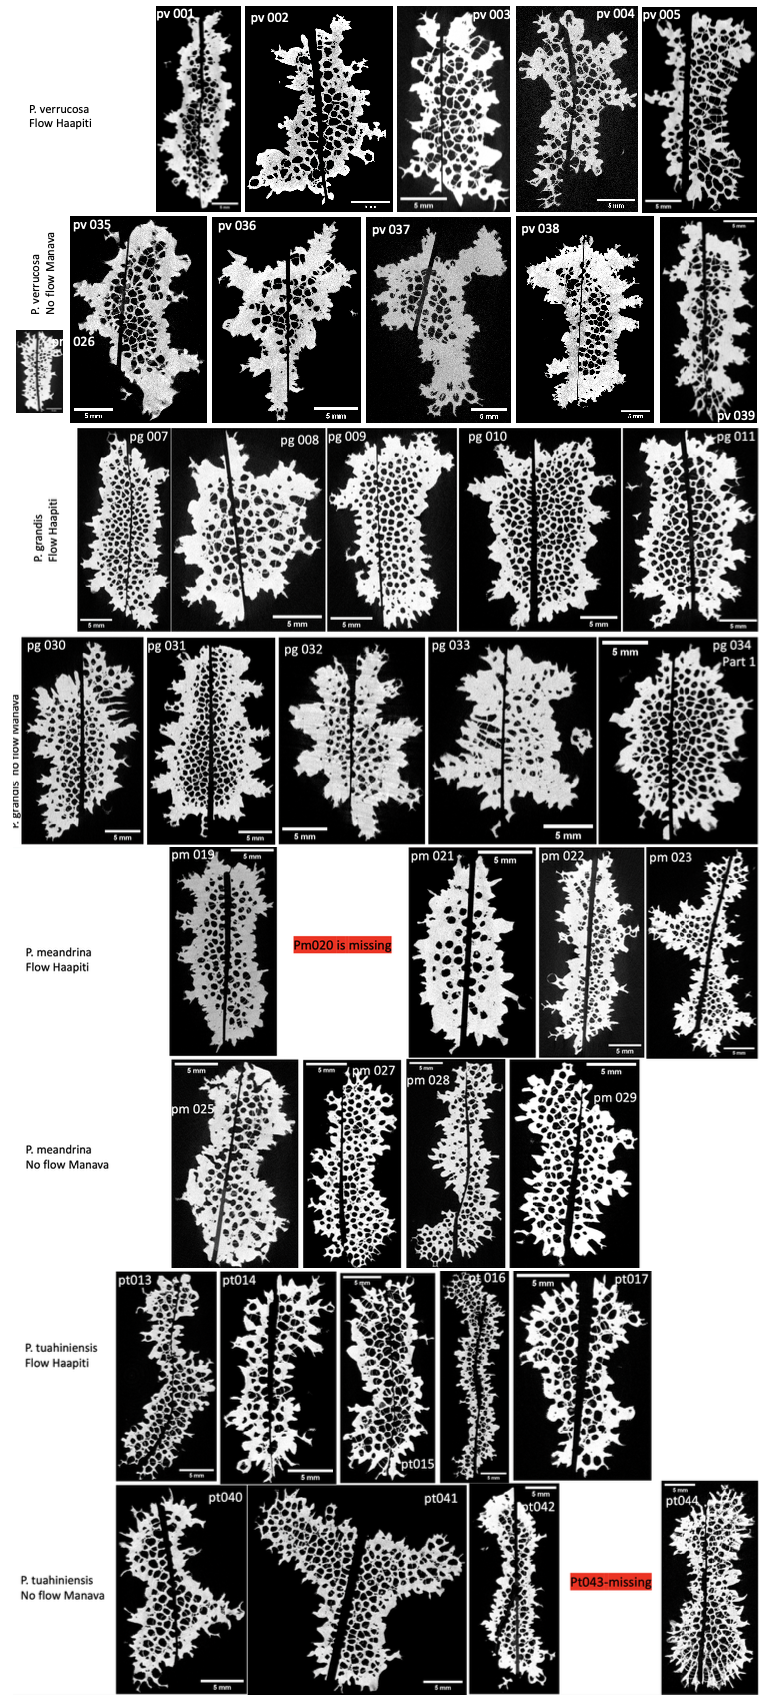 pv 001
pv 002
pv 003
pv 004
pv 005
P. verrucosa
Flow Haapiti
5 mm
5 mm
5 mm
pv 035
pv 036
pv 037
pv 038
5 mm
P. verrucosa
No flow Manava
026
5 mm
5 mm
pv 039
pg 007
pg 008
pg 009
pg 010
pg 011
P. grandis
Flow Haapiti
5 mm
5 mm
5 mm
5 mm
5 mm
pg 030
pg 031
pg 032
pg 033
5 mm
pg 034
Part 1
P. grandis no flow Manava
5 mm
5 mm
5 mm
5 mm
pm 019
5 mm
pm 021
5 mm
pm 022
pm 023
Pm020 is missing
P. meandrina
Flow Haapiti
5 mm
5 mm
5 mm
5 mm
pm 027
5 mm
pm 028
5 mm
pm 025
pm 029
P. meandrina
No flow Manava
pt013
pt014
5 mm
pt 016
5 mm
pt017
P. tuahiniensis
Flow Haapiti
pt015
5 mm
5 mm
5 mm
pt040
pt041
5 mm
pt042
5 mm
pt044
P. tuahiniensis
No flow Manava
Pt043-missing
5 mm
5 mm